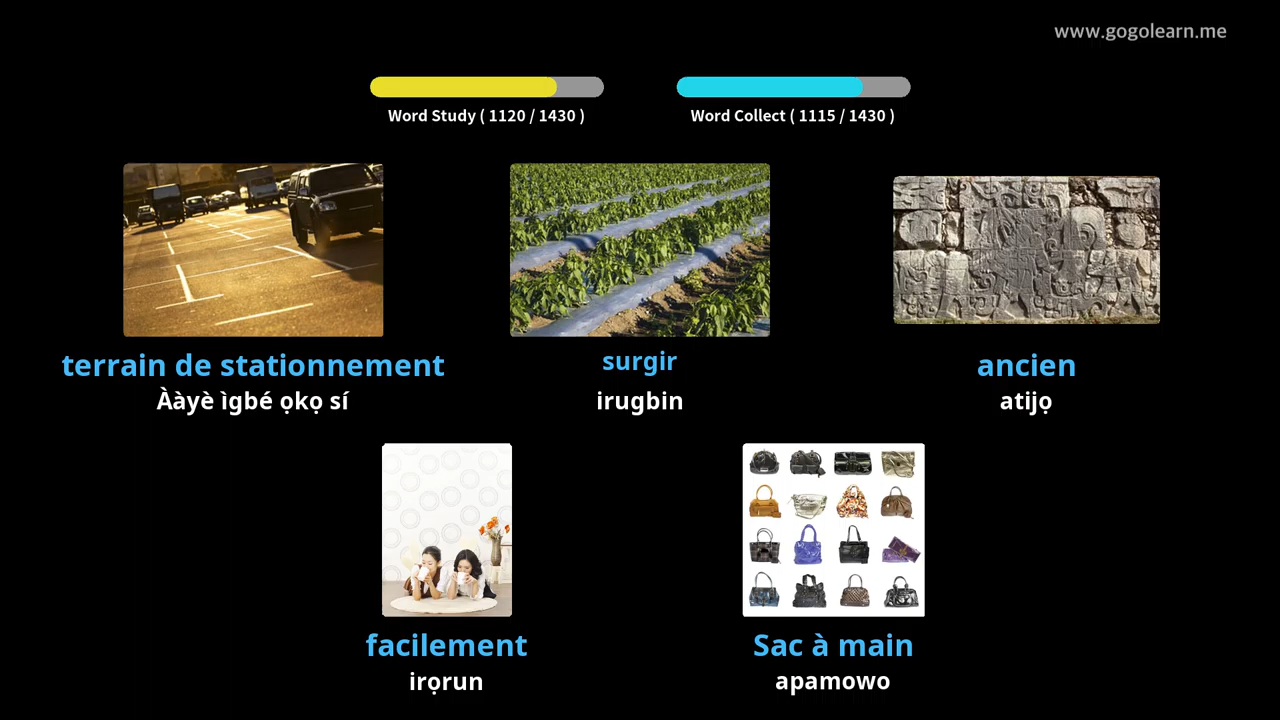 www.gogolearn.me
Word Study ( 1120 / 1430 )
Word Collect ( 1115 / 1430 )
terrain de stationnement
Ààyè ìgbé ọkọ sí
surgir
irugbin
ancien
atijọ
facilement
irọrun
Sac à main
apamowo